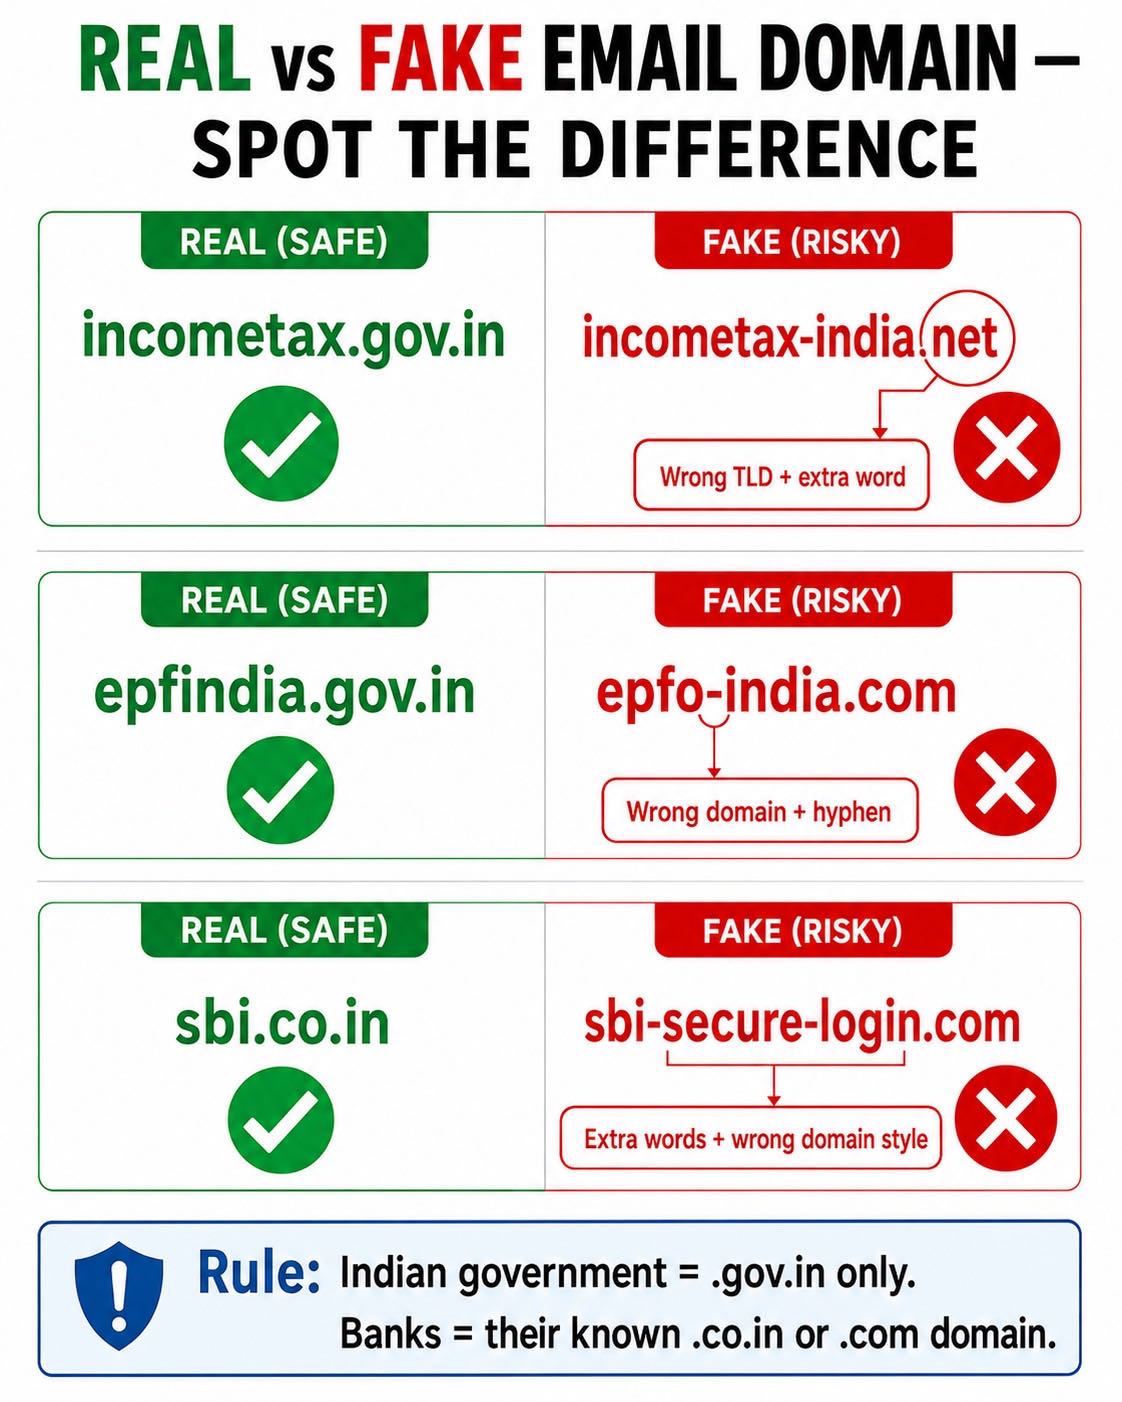 REAL vs FAKE EMAIL DOMAIN –
SPOT THE DIFFERENCE
REAL (SAFE)
incometax.gov.in
FAKE (RISKY)
incometax-india.net
Wrong TLD + extra word
REAL (SAFE)
epfindia.gov.in
FAKE (RISKY)
epfo-india.com
Wrong domain + hyphen
REAL (SAFE)
sbi.co.in
FAKE (RISKY)
sbi-secure-login.com
Extra words + wrong domain style
Rule: Indian government = .gov.in only.
Banks = their known .co.in or .com domain.